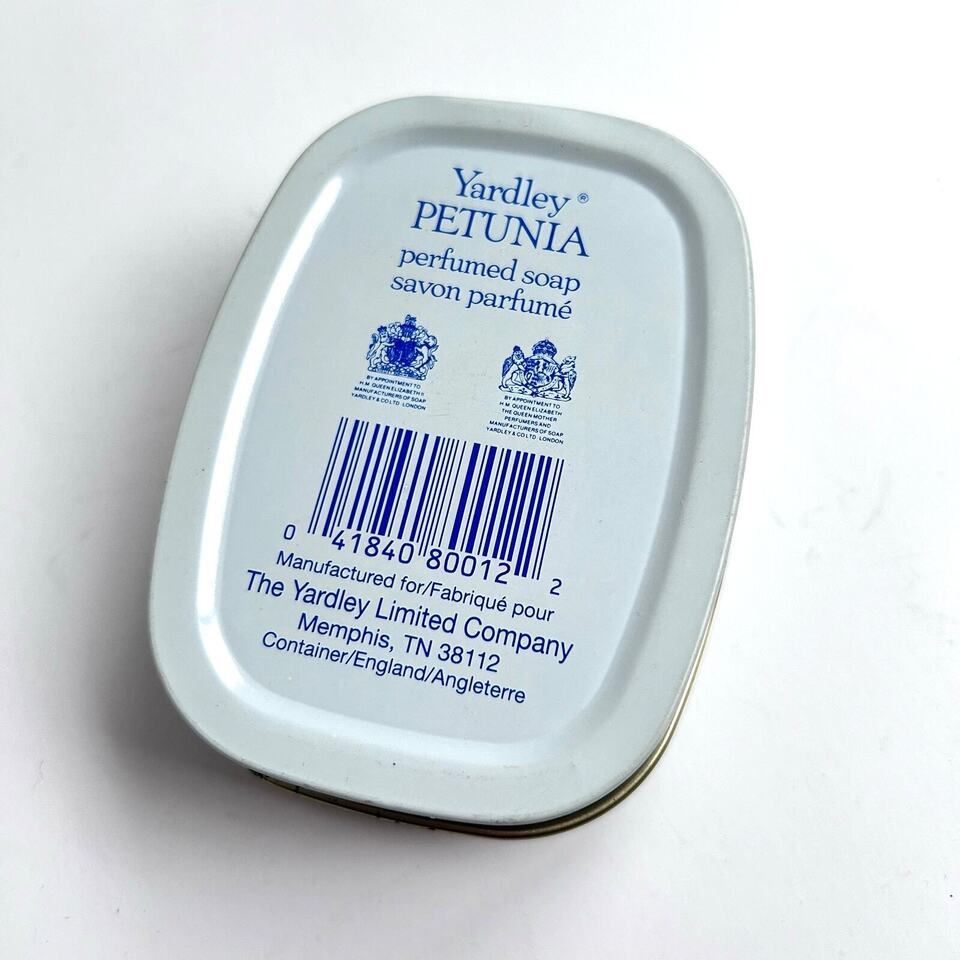 Yardley ®
PETUNIA
perfumed soap
savon parfumé
BY APPOINTMENT TO
H.M. QUEEN ELIZABETH II
MANUFACTURERS OF SOAP
YARDLEY & CO LTD · LONDON
BY APPOINTMENT TO
H.M. QUEEN ELIZABETH
THE QUEEN MOTHER
PERFUMERS AND
MANUFACTURERS OF SOAP
YARDLEY & CO LTD LONDON
0 41840 80012 2
Manufactured for/Fabriqué pour
The Yardley Limited Company
Memphis, TN 38112
Container/England/Angleterre